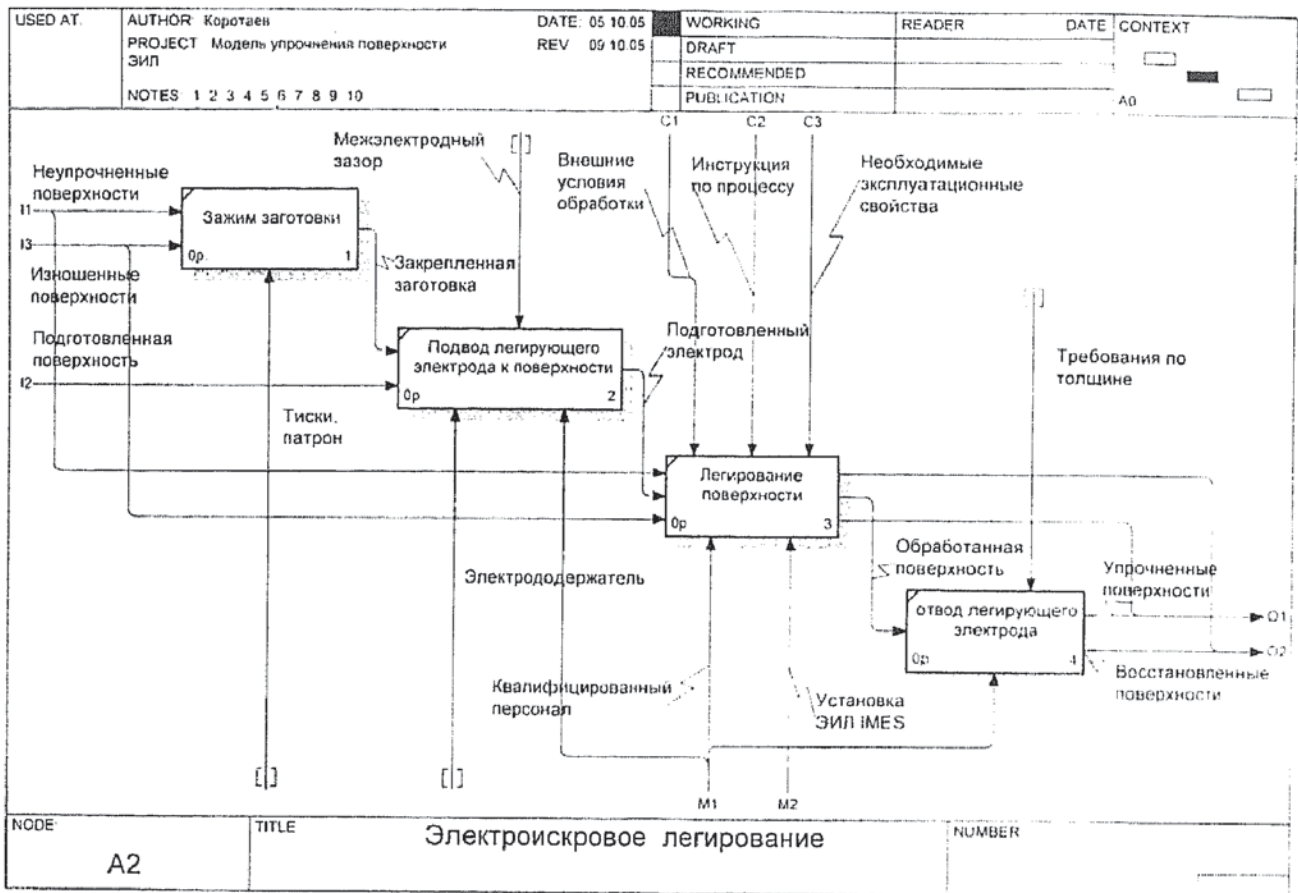 USED AT:
AUTHOR: Коротаев
DATE: 05.10.05
PROJECT: Модель упрочнения поверхности
ЭИЛ
REV: 09.10.05
NOTES: 1 2 3 4 5 6 7 8 9 10
WORKING
DRAFT
RECOMMENDED
PUBLICATION
READER
DATE
CONTEXT
A0
C1
C2
C3
Межэлектродный
зазор
Внешние
условия
обработки
Инструкция
по процессу
Необходимые
эксплуатационные
свойства
Неупрочненные
поверхности
I1
I3
Зажим заготовки
0р.
1
Изношенные
поверхности
Закрепленная
заготовка
Подготовленная
поверхность
I2
Подвод легирующего
электрода к поверхности
0р.
2
Подготовленный
электрод
Требования по
толщине
Тиски,
патрон
Легирование
поверхности
0р.
3
Электрододержатель
Обработанная
поверхность
Упрочненные
поверхности
отвод легирующего
электрода
0р.
4
O1
O2
Восстановленные
поверхности
Квалифицированный
персонал
Установка
ЭИЛ IMES
M1
M2
NODE:
A2
TITLE:
Электроискровое легирование
NUMBER: